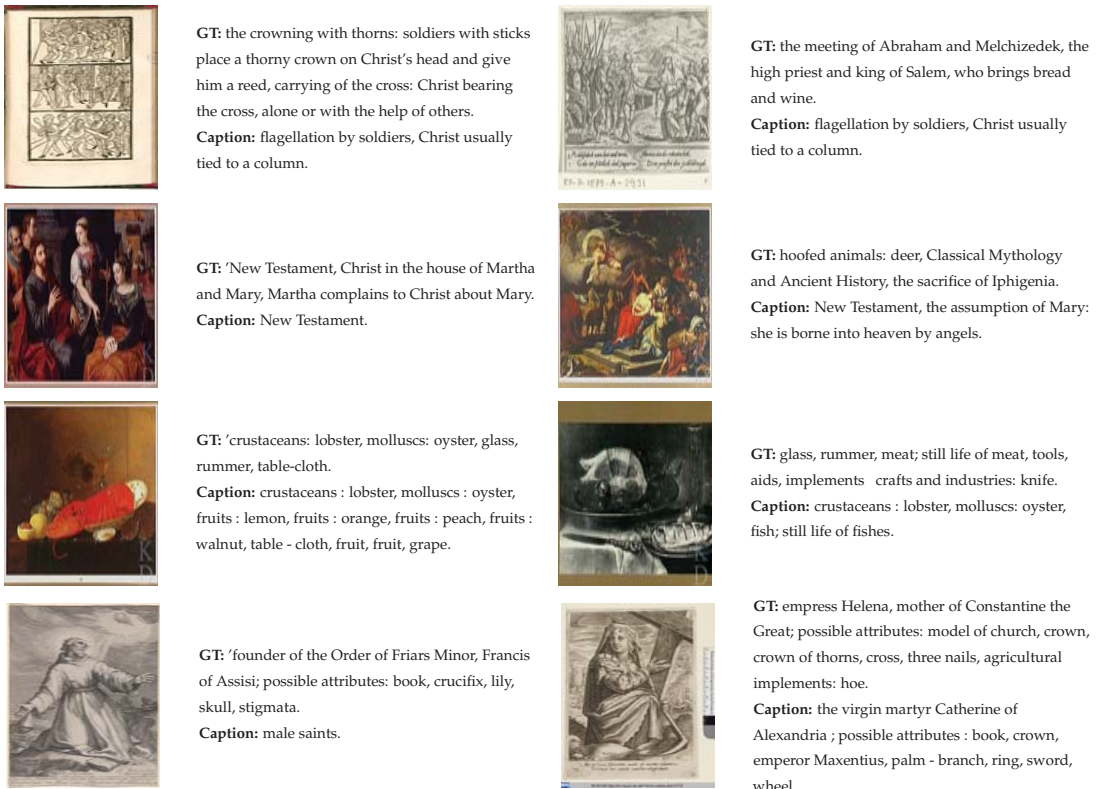 GT: the crowning with thorns: soldiers with sticks
place a thorny crown on Christ's head and give
him a reed, carrying of the cross: Christ bearing
the cross, alone or with the help of others.
Caption: flagellation by soldiers, Christ usually
tied to a column.
GT: the meeting of Abraham and Melchizedek, the
high priest and king of Salem, who brings bread
and wine.
Caption: flagellation by soldiers, Christ usually
tied to a column.
GT: ’New Testament, Christ in the house of Martha
and Mary, Martha complains to Christ about Mary.
Caption: New Testament.
GT: hoofed animals: deer, Classical Mythology
and Ancient History, the sacrifice of Iphigenia.
Caption: New Testament, the assumption of Mary:
she is borne into heaven by angels.
GT: ’crustaceans: lobster, molluscs: oyster, glass,
rummer, table-cloth.
Caption: crustaceans : lobster, molluscs : oyster,
fruits : lemon, fruits : orange, fruits : peach, fruits :
walnut, table - cloth, fruit, fruit, grape.
K
D
GT: glass, rummer, meat; still life of meat, tools,
aids, implements crafts and industries: knife.
Caption: crustaceans : lobster, molluscs: oyster,
fish; still life of fishes.
K
D
GT: ’founder of the Order of Friars Minor, Francis
of Assisi; possible attributes: book, crucifix, lily,
skull, stigmata.
Caption: male saints.
GT: empress Helena, mother of Constantine the
Great; possible attributes: model of church, crown,
crown of thorns, cross, three nails, agricultural
implements: hoe.
Caption: the virgin martyr Catherine of
Alexandria ; possible attributes : book, crown,
emperor Maxentius, palm - branch, ring, sword,
wheel